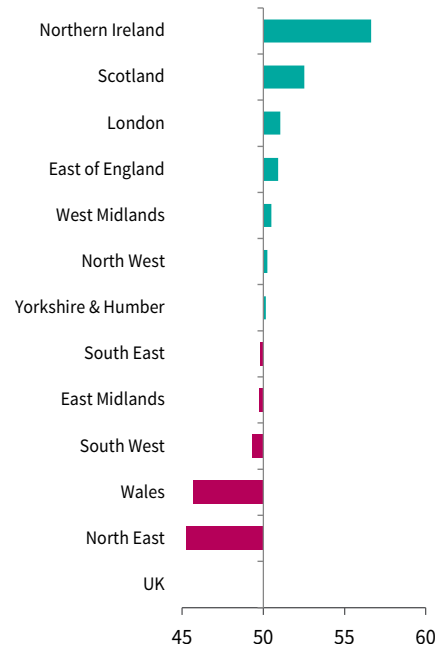 Northern Ireland
Scotland
London
East of England
West Midlands
North West
Yorkshire & Humber
South East
East Midlands
South West
Wales
North East
UK
45 50 55 60